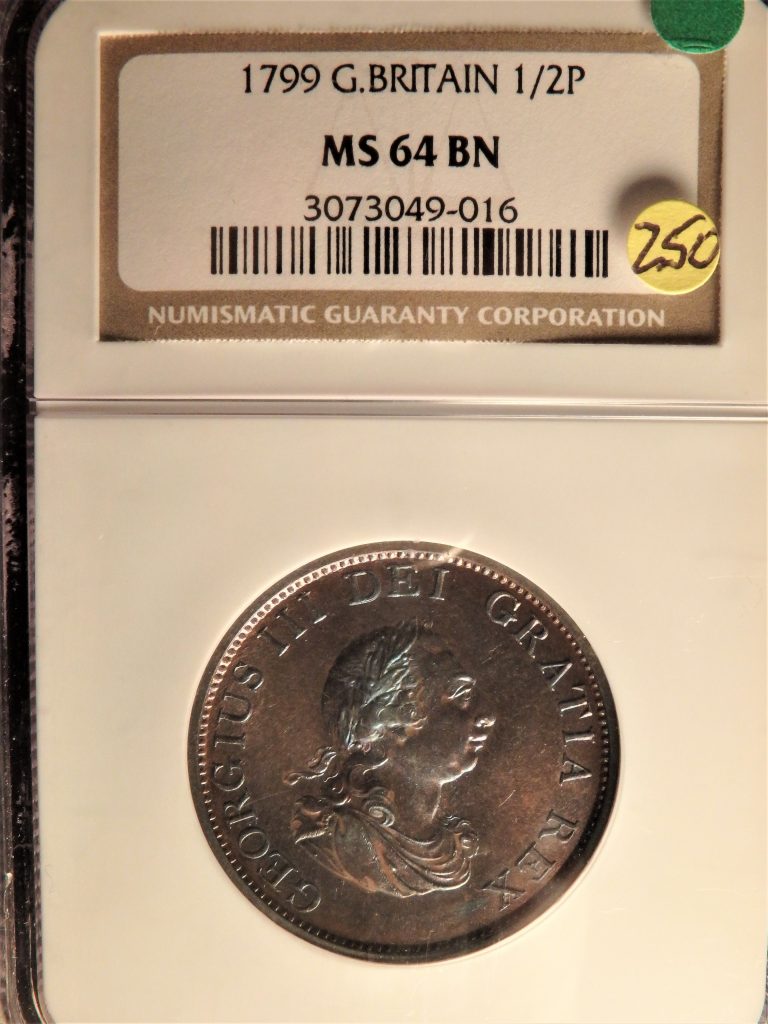 1799 G.BRITAIN 1/2P
MS 64 BN
3073049-016
250
NUMISMATIC GUARANTY CORPORATION
GEORGIUS III DEI GRATIA REX